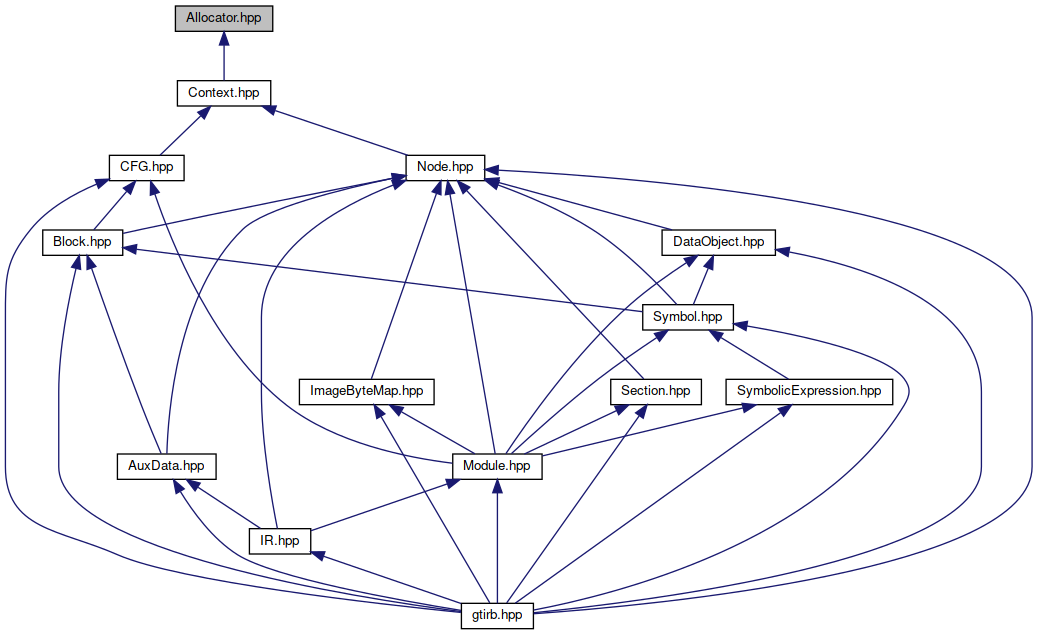 Allocator.hpp
Context.hpp
CFG.hpp
Node.hpp
Block.hpp
DataObject.hpp
Symbol.hpp
ImageByteMap.hpp
Section.hpp
SymbolicExpression.hpp
AuxData.hpp
Module.hpp
IR.hpp
gtirb.hpp